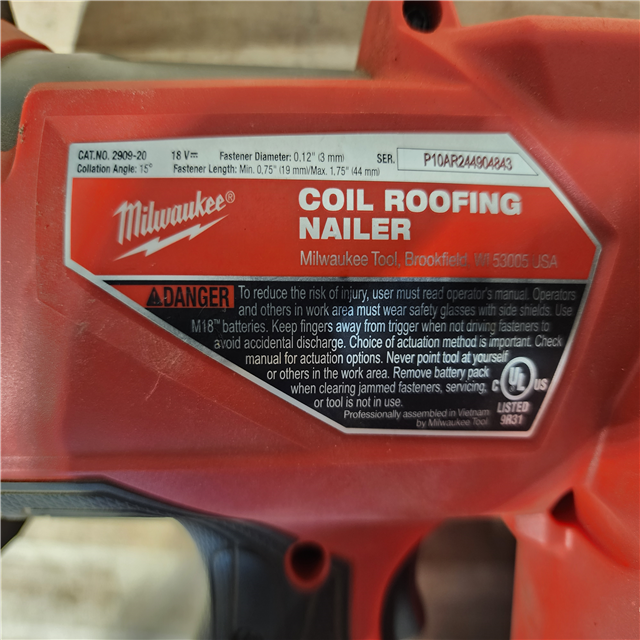 CAT.NO. 2909-20 18 V⎓ Fastener Diameter: 0.12" (3 mm) SER. P10AR244904843
Collation Angle: 15° Fastener Length: Min. 0.75" (19 mm)/Max. 1.75" (44 mm)
Milwaukee®
COIL ROOFING
NAILER
Milwaukee Tool, Brookfield, WI 53005 USA
DANGER To reduce the risk of injury, user must read operator's manual. Operators
and others in work area must wear safety glasses with side shields. Use
M18™ batteries. Keep fingers away from trigger when not driving fasteners to
avoid accidental discharge. Choice of actuation method is important. Check
manual for actuation options. Never point tool at yourself
or others in the work area. Remove battery pack
when clearing jammed fasteners, servicing,
or tool is not in use.
Professionally assembled in Vietnam
by Milwaukee Tool
C UL US
LISTED
9R31